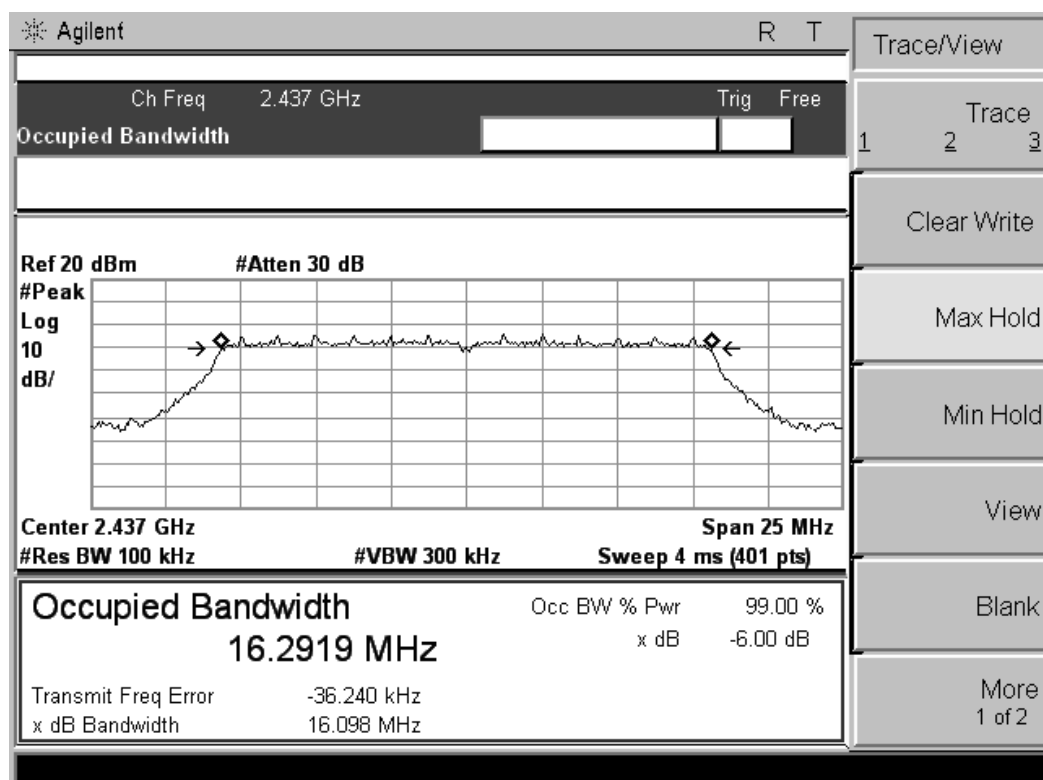 Agilent R T
Trace/View
Ch Freq 2.437 GHz Trig Free
Occupied Bandwidth
Trace
1 2 3
Clear Write
Ref 20 dBm #Atten 30 dB
#Peak
Log
10
dB/
Max Hold
Min Hold
View
Center 2.437 GHz Span 25 MHz
#Res BW 100 kHz #VBW 300 kHz Sweep 4 ms (401 pts)
Occupied Bandwidth Occ BW % Pwr 99.00 %
16.2919 MHz x dB -6.00 dB
Blank
Transmit Freq Error -36.240 kHz
x dB Bandwidth 16.098 MHz
More
1 of 2